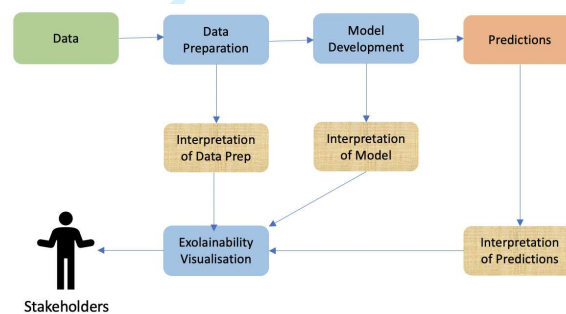 Data
Data
Preparation
Model
Development
Predictions
Interpretation
of Data Prep
Interpretation
of Model
Exolainability
Visualisation
Interpretation
of Predictions
Stakeholders